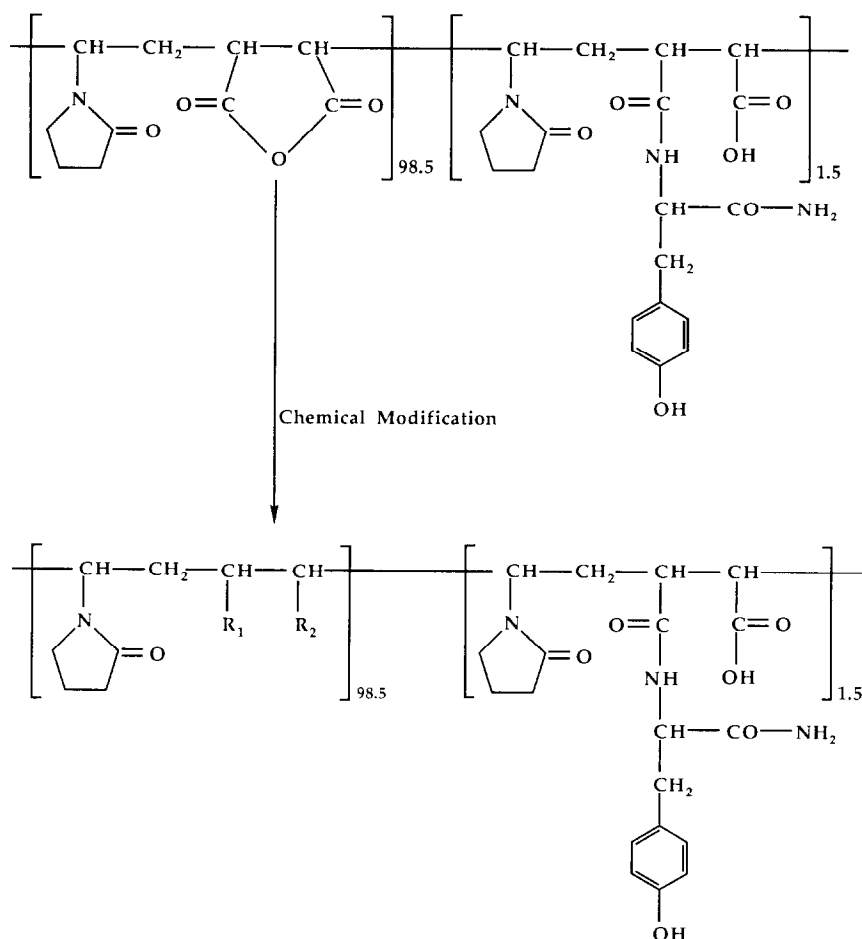 CH CH₂ CH CH CH CH₂ CH CH
N O=C C=O N O=C C=O
O O O NH OH
98.5 1.5
CH CO NH₂
CH₂
OH
Chemical Modification
CH CH₂ CH CH CH CH₂ CH CH
N R₁ R₂ N O=C C=O
O O NH OH
98.5 1.5
CH CO NH₂
CH₂
OH